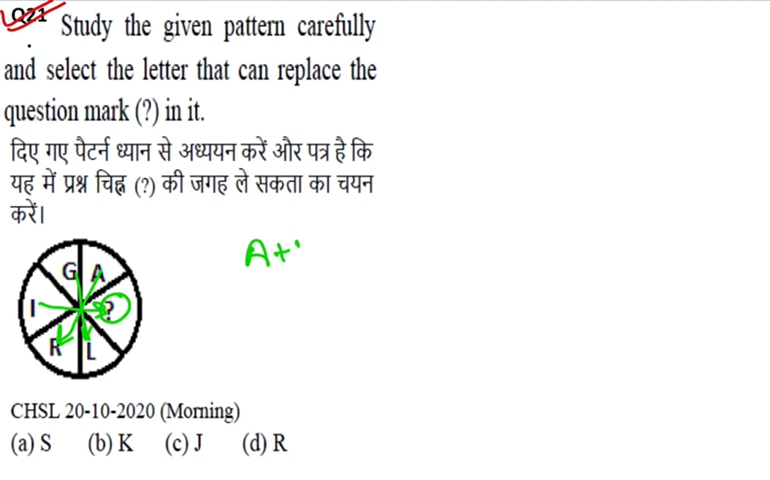 Q21 Study the given pattern carefully
and select the letter that can replace the
question mark (?) in it.
दिए गए पैटर्न ध्यान से अध्ययन करें और पत्र है कि
यह में प्रश्न चिह्न (?) की जगह ले सकता का चयन
करें।
A+
G A
I ?
R L
CHSL 20-10-2020 (Morning)
(a) S (b) K (c) J (d) R